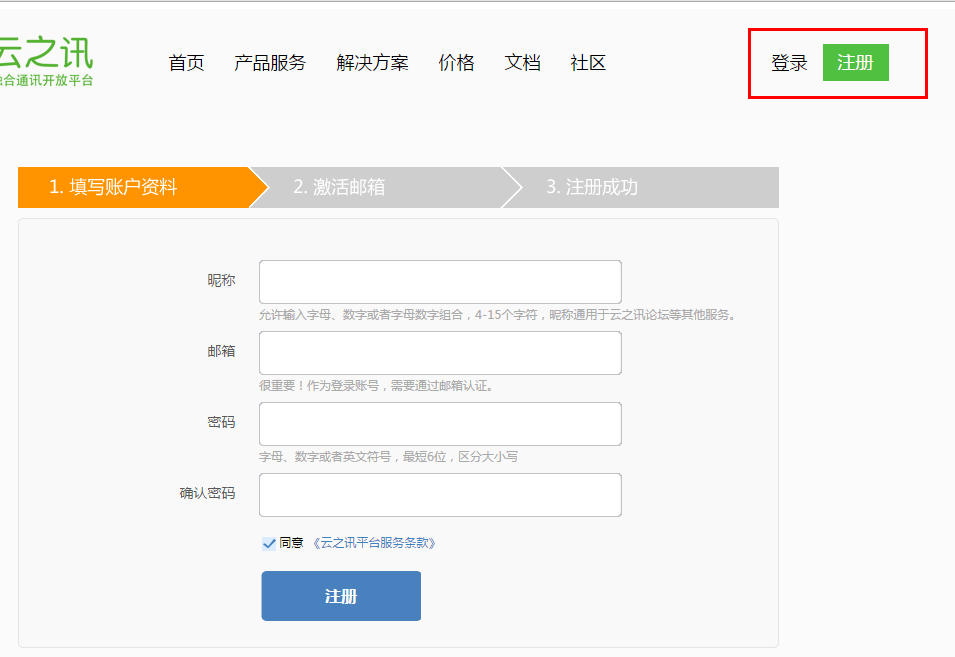 云之讯
融合通讯开放平台
首页 产品服务 解决方案 价格 文档 社区 登录 注册
1. 填写账户资料 2. 激活邮箱 3. 注册成功
昵称
允许输入字母、数字或者字母数字组合，4-15个字符，昵称通用于云之讯论坛等其他服务。
邮箱
很重要！作为登录账号，需要通过邮箱认证。
密码
字母、数字或者英文符号，最短6位，区分大小写
确认密码
同意 《云之讯平台服务条款》
注册